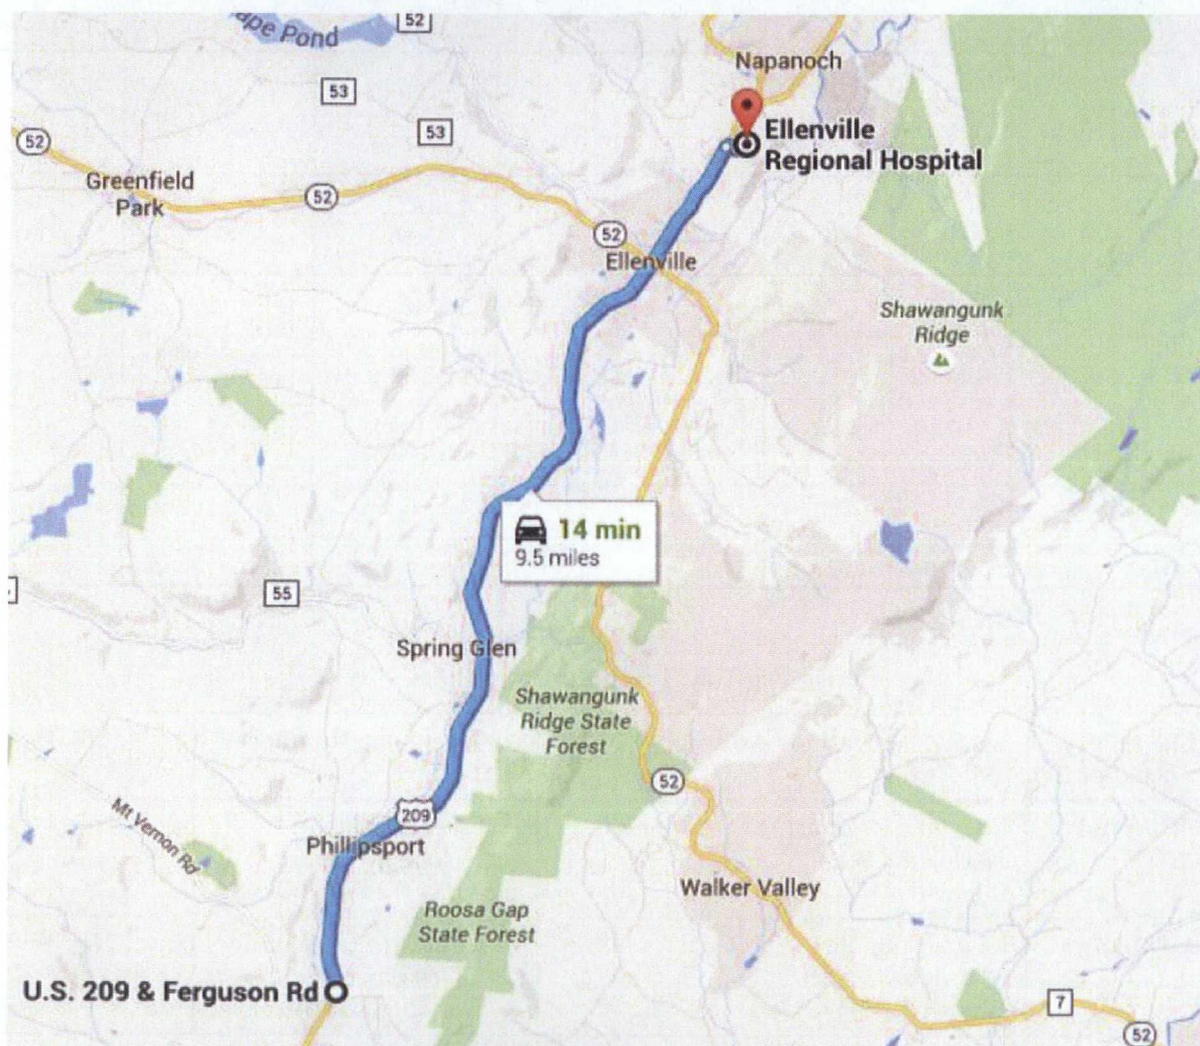 52
ape Pond
Napanoch
53
53
Ellenville
Regional Hospital
52
Greenfield
Park
52
52
Ellenville
Shawangunk
Ridge
14 min
9.5 miles
55
Spring Glen
Shawangunk
Ridge State
Forest
52
209
Mt Vernon Rd
Phillipsport
Walker Valley
Roosa Gap
State Forest
U.S. 209 & Ferguson Rd
7
52